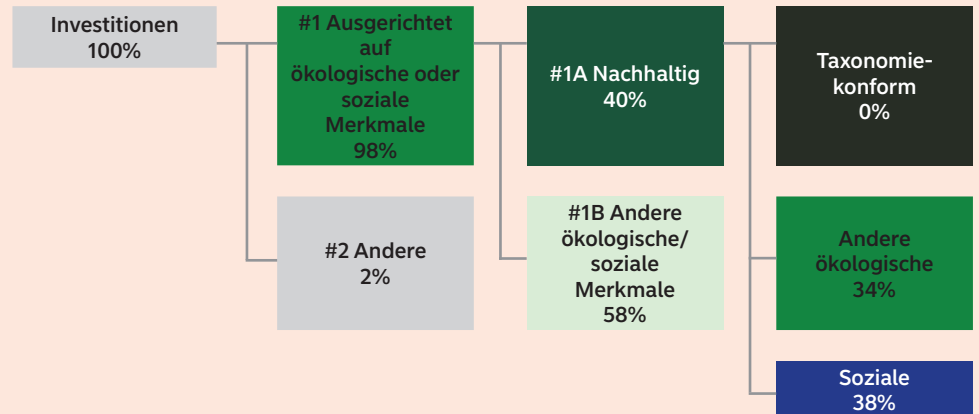 Investitionen
100%
#1 Ausgerichtet
auf
ökologische oder
soziale
Merkmale
98%
#1A Nachhaltig
40%
Taxonomie-
konform
0%
#2 Andere
2%
#1B Andere
ökologische/
soziale
Merkmale
58%
Andere
ökologische
34%
Soziale
38%